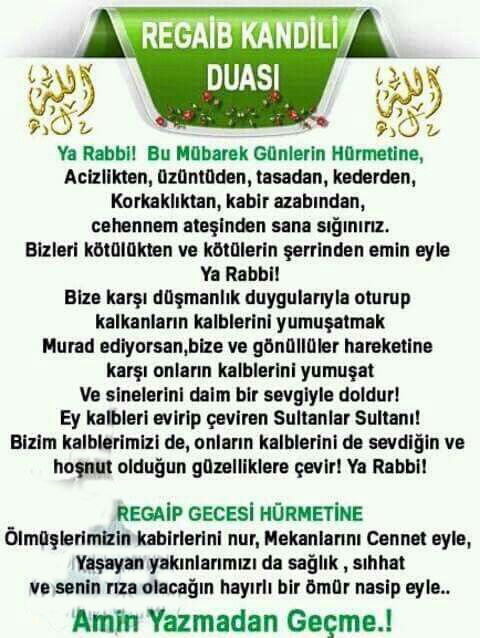 REGAİB KANDİLİ
DUASI
الله
الله
Ya Rabbi! Bu Mübarek Günlerin Hürmetine,
Acizlikten, üzüntüden, tasadan, kederden,
Korkaklıktan, kabir azabından,
cehennem ateşinden sana sığınırız.
Bizleri kötülükten ve kötülerin şerrinden emin eyle
Ya Rabbi!
Bize karşı düşmanlık duygularıyla oturup
kalkanların kalblerini yumuşatmak
Murad ediyorsan,bize ve gönüllüler hareketine
karşı onların kalblerini yumuşat
Ve sinelerini daim bir sevgiyle doldur!
Ey kalbleri evirip çeviren Sultanlar Sultanı!
Bizim kalblerimizi de, onların kalblerini de sevdiğin ve
hoşnut olduğun güzelliklere çevir! Ya Rabbi!
REGAİP GECESİ HÜRMETİNE
Ölmüşlerimizin kabirlerini nur, Mekanlarını Cennet eyle,
Yaşayan yakınlarımızı da sağlık , sıhhat
ve senin rıza olacağın hayırlı bir ömür nasip eyle..
Amin Yazmadan Geçme.!